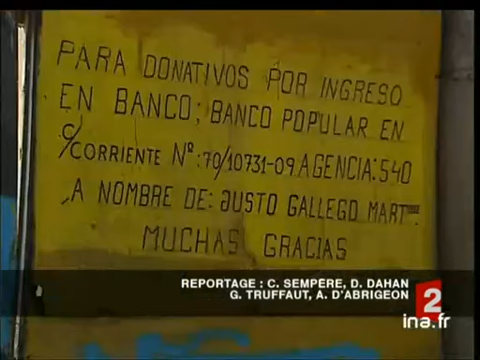 PARA DONATIVOS POR INGRESO
EN BANCO; BANCO POPULAR EN
C/CORRIENTE Nº:70/10731-09.AGENCIA:540
A NOMBRE DE: JUSTO GALLEGO MART
MUCHAS GRACIAS
REPORTAGE : C. SEMPERE, D. DAHAN
G. TRUFFAUT, A. D'ABRIGEON
2
ina.fr